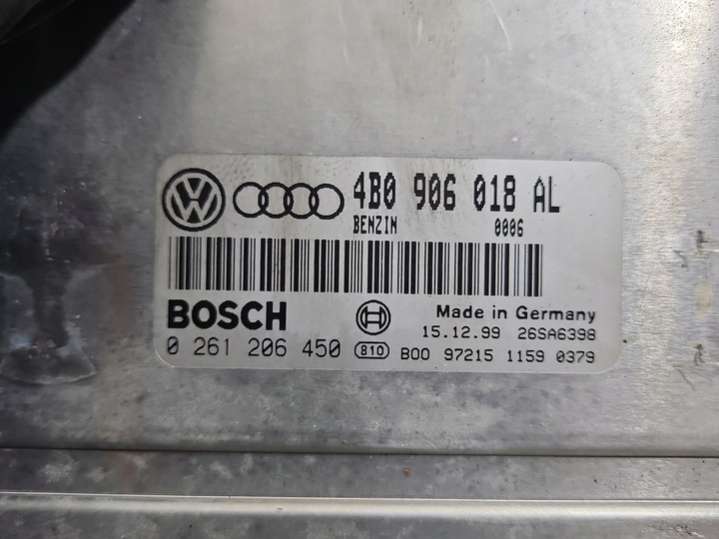 4B0 906 018 AL
BENZIN 0006
BOSCH Made in Germany
15.12.99 26SA6398
0 261 206 450 810 B00 97215 1159 0379